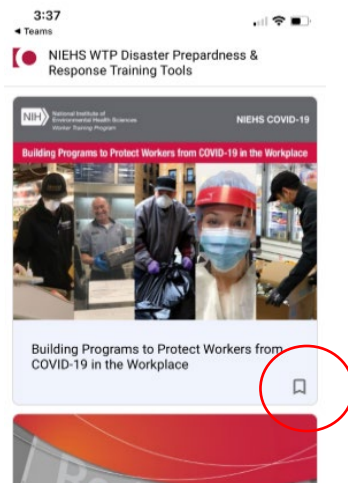 3:37
◄ Teams
NIEHS WTP Disaster Preparedness &
Response Training Tools
NIH
National Institute of
Environmental Health Sciences
Worker Training Program
NIEHS COVID-19
Building Programs to Protect Workers from COVID-19 in the Workplace
Building Programs to Protect Workers from
COVID-19 in the Workplace